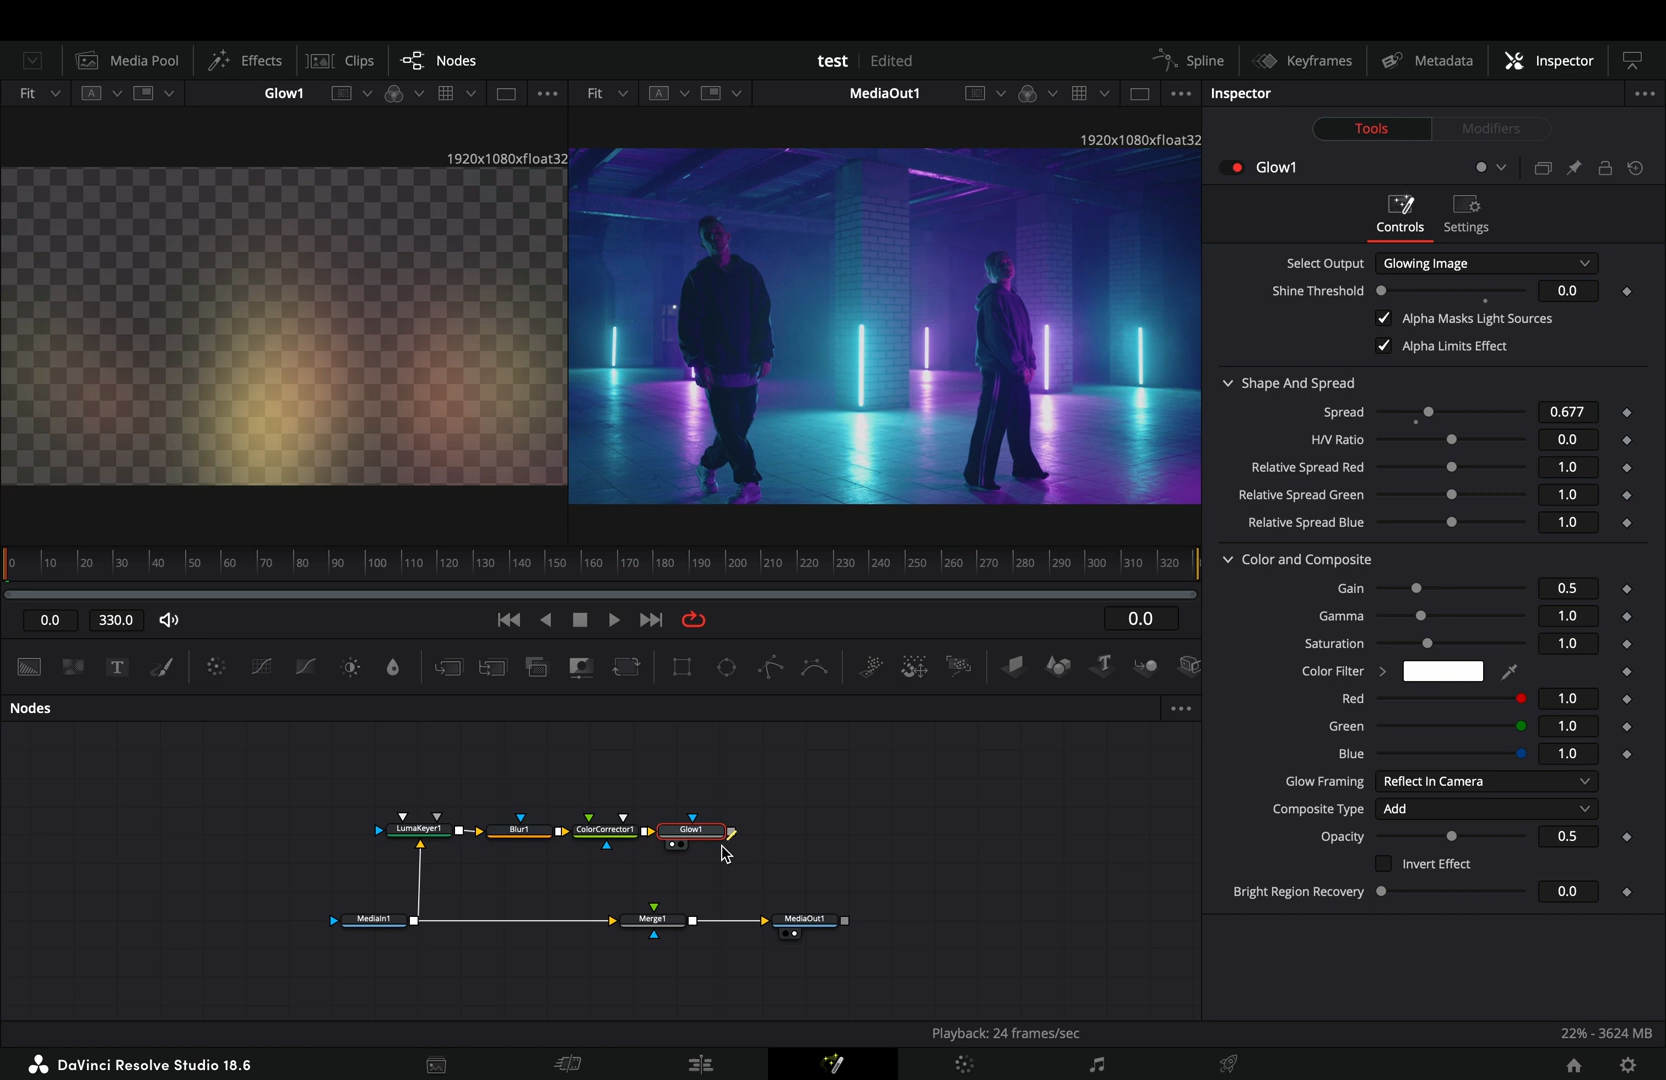 Media Pool
Effects
Clips
Nodes
test
Edited
Spline
Keyframes
Metadata
Inspector
Fit
A
Glow1
Fit
A
MediaOut1
Inspector
1920x1080xfloat32
1920x1080xfloat32
Tools
Modifiers
Glow1
Controls
Settings
Select Output
Glowing Image
Shine Threshold
0.0
Alpha Masks Light Sources
Alpha Limits Effect
Shape And Spread
Spread
0.677
H/V Ratio
0.0
Relative Spread Red
1.0
Relative Spread Green
1.0
Relative Spread Blue
1.0
Color and Composite
Gain
0.5
Gamma
1.0
Saturation
1.0
Color Filter
Red
1.0
Green
1.0
Blue
1.0
Glow Framing
Reflect In Camera
Composite Type
Add
Opacity
0.5
Invert Effect
Bright Region Recovery
0.0
0 10 20 30 40 50 60 70 80 90 100 110 120 130 140 150 160 170 180 190 200 210 220 230 240 250 260 270 280 290 300 310 320
0.0
330.0
0.0
T
T
Nodes
LumaKeyer1
Blur1
ColorCorrector1
Glow1
MediaIn1
Merge1
MediaOut1
Playback: 24 frames/sec
22% - 3624 MB
DaVinci Resolve Studio 18.6